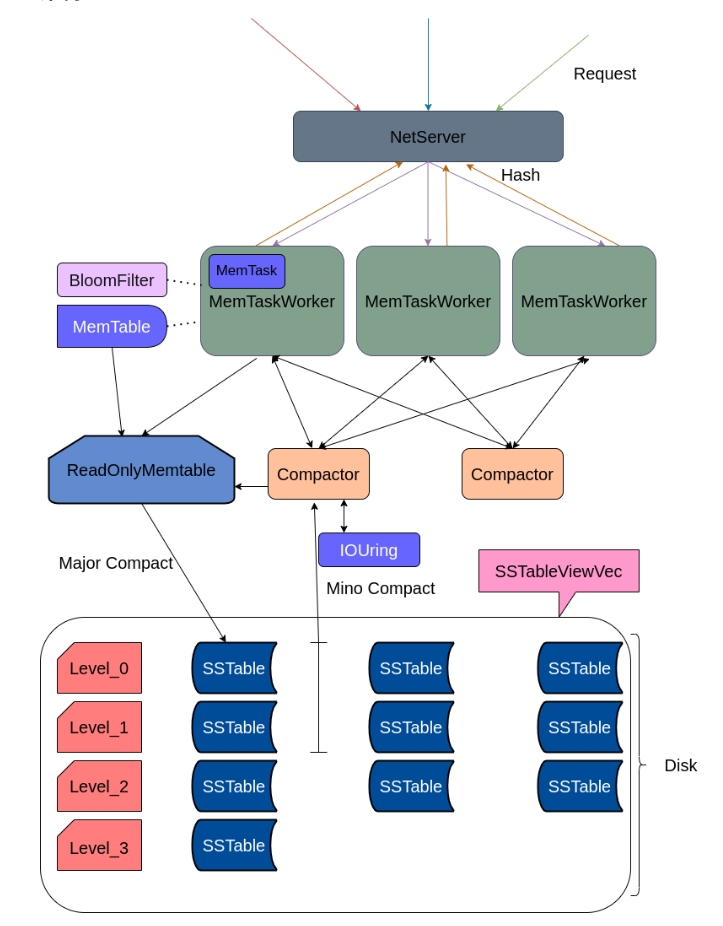 Request
NetServer
Hash
MemTask
BloomFilter
MemTaskWorker
MemTaskWorker
MemTaskWorker
MemTable
ReadOnlyMemtable
Compactor
Compactor
IOUring
Major Compact
Mino Compact
SSTableViewVec
Level_0
SSTable
SSTable
SSTable
Level_1
SSTable
SSTable
SSTable
Disk
Level_2
SSTable
SSTable
SSTable
Level_3
SSTable